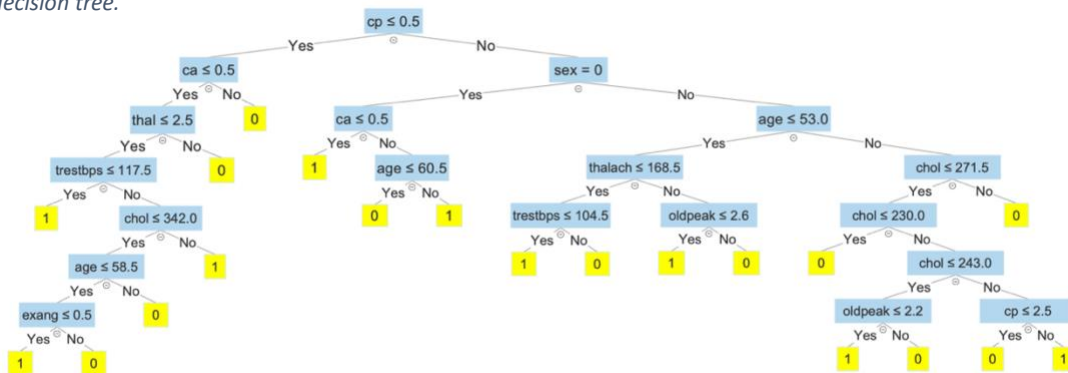 decision tree.
cp ≤ 0.5
Yes No
ca ≤ 0.5 sex = 0
Yes No Yes No
thal ≤ 2.5 0 ca ≤ 0.5 age ≤ 53.0
Yes No Yes No Yes No
trestbps ≤ 117.5 0 1 age ≤ 60.5 thalach ≤ 168.5 chol ≤ 271.5
Yes No Yes No Yes No Yes No
1 chol ≤ 342.0 0 1 trestbps ≤ 104.5 oldpeak ≤ 2.6 chol ≤ 230.0 0
Yes No Yes No Yes No Yes No
age ≤ 58.5 1 1 0 1 0 0 chol ≤ 243.0
Yes No Yes No
exang ≤ 0.5 0 oldpeak ≤ 2.2 cp ≤ 2.5
Yes No Yes No Yes No
1 0 1 0 0 1